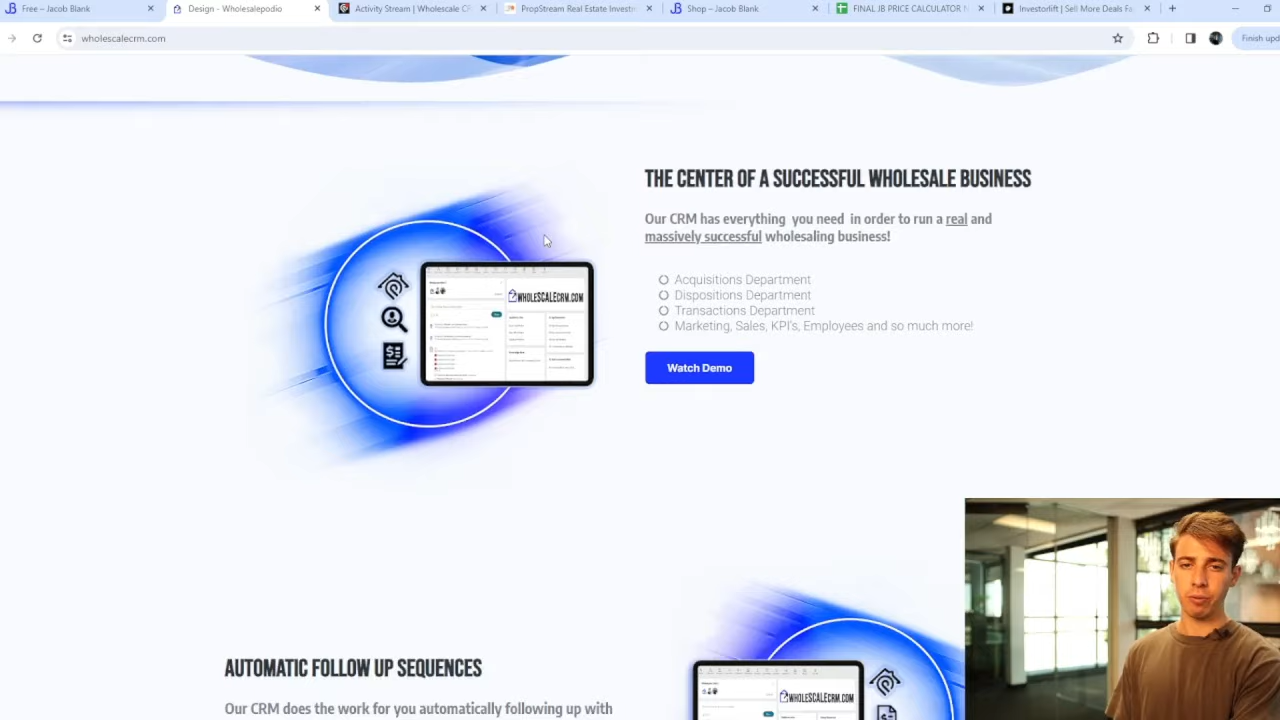 Free – Jacob Blank
Design - Wholesalepodio
Activity Stream | Wholescale CR
PropStream Real Estate Investm
Shop – Jacob Blank
FINAL JB PRICE CALCULATOR
Investorlift | Sell More Deals Fa
wholescalecrm.com
Finish upd
THE CENTER OF A SUCCESSFUL WHOLESALE BUSINESS
Our CRM has everything you need in order to run a real and
massively successful wholesaling business!
Acquisitions Department
Dispositions Department
Transactions Department
Marketing, Sales, KPI's, Employees and so much more!
Watch Demo
WHOLESCALECRM.COM
AUTOMATIC FOLLOW UP SEQUENCES
Our CRM does the work for you automatically following up with
WHOLESCALECRM.COM